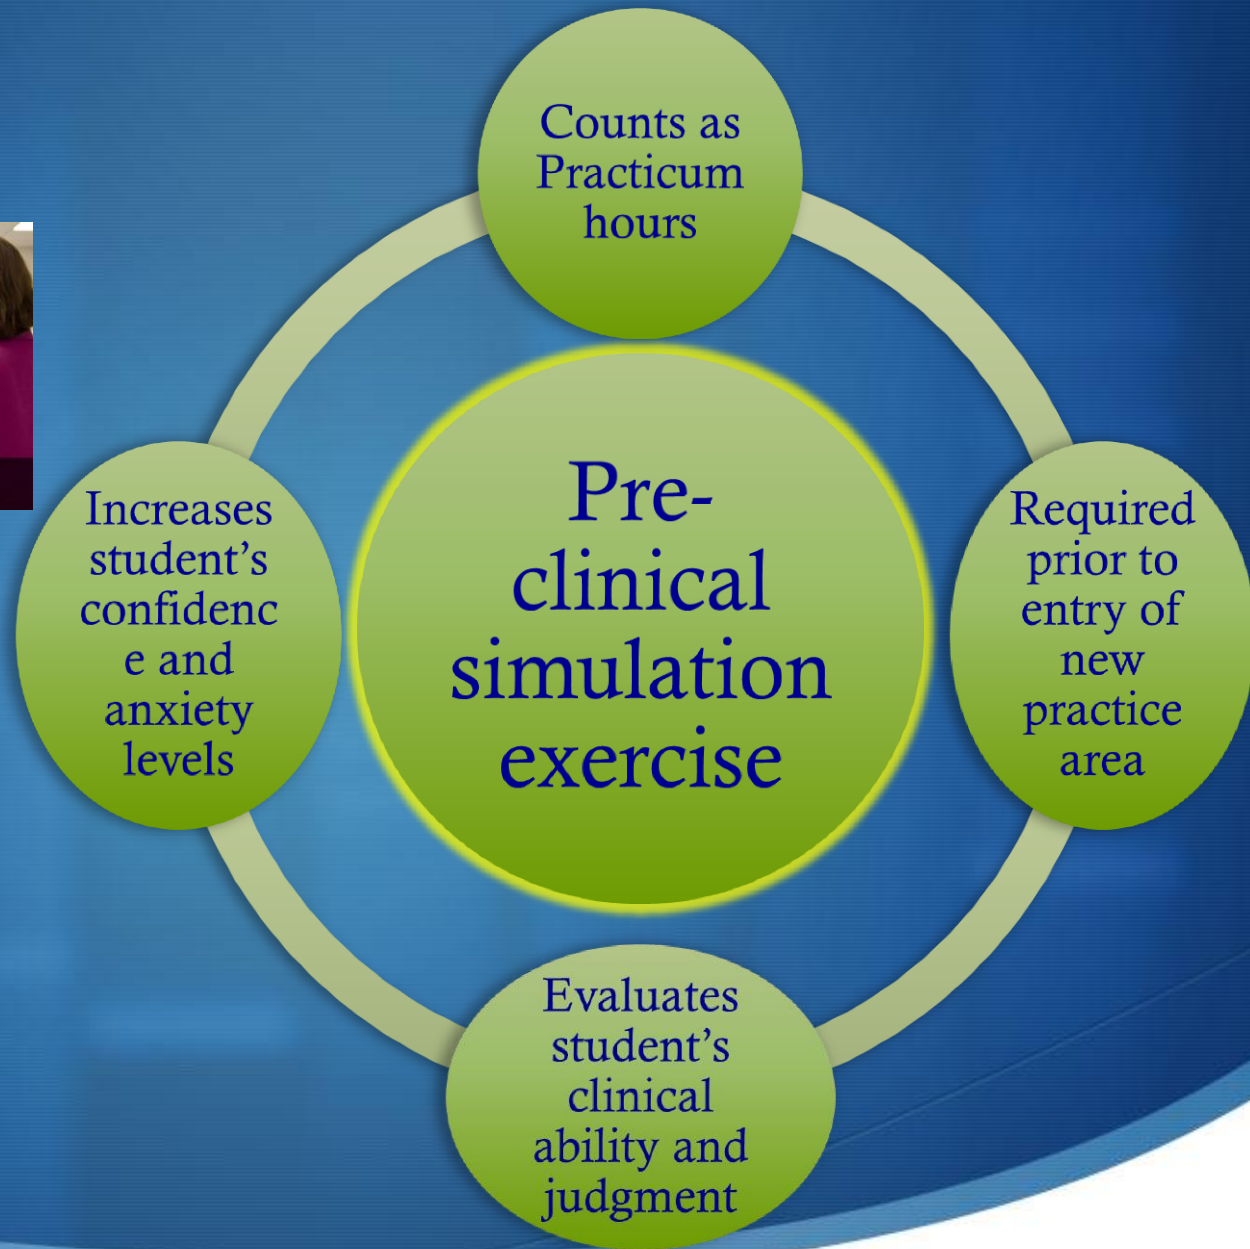 Counts as
Practicum
hours
Pre-
clinical
simulation
exercise
Increases
student’s
confidenc
e and
anxiety
levels
Required
prior to
entry of
new
practice
area
Evaluates
student’s
clinical
ability and
judgment